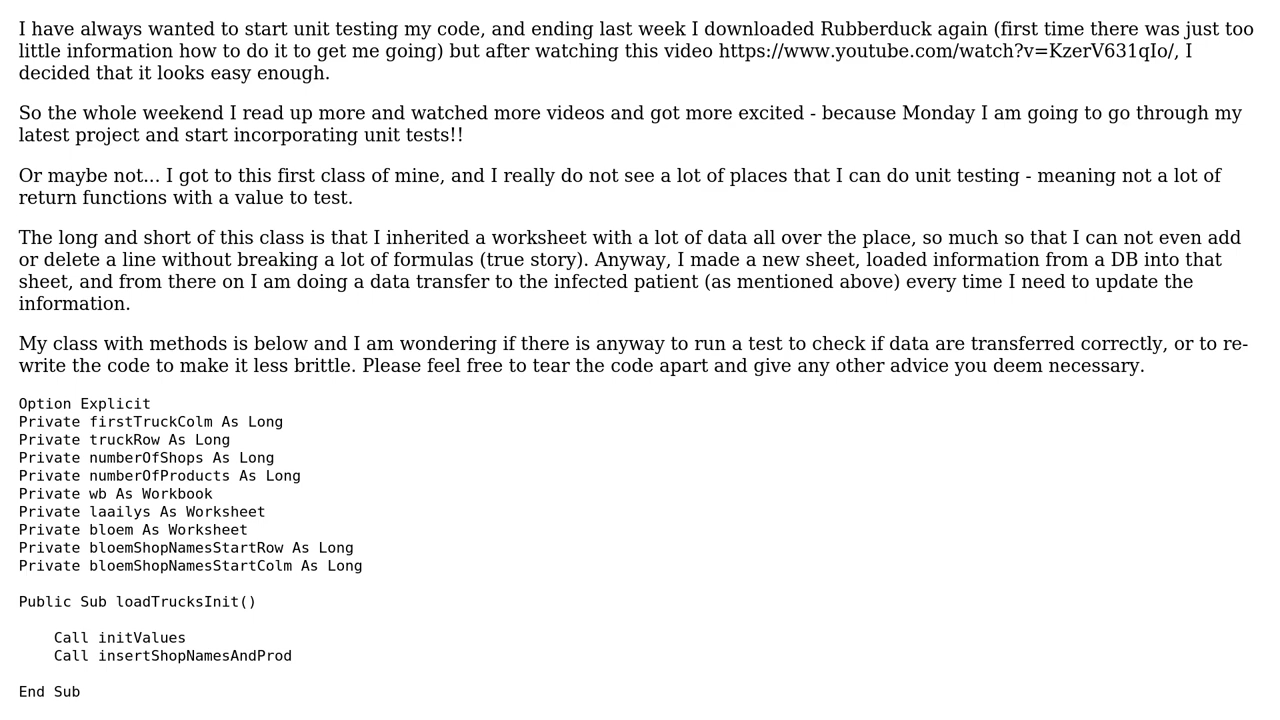 I have always wanted to start unit testing my code, and ending last week I downloaded Rubberduck again (first time there was just too
little information how to do it to get me going) but after watching this video https://www.youtube.com/watch?v=KzerV631qIo/, I
decided that it looks easy enough.
So the whole weekend I read up more and watched more videos and got more excited - because Monday I am going to go through my
latest project and start incorporating unit tests!!
Or maybe not... I got to this first class of mine, and I really do not see a lot of places that I can do unit testing - meaning not a lot of
return functions with a value to test.
The long and short of this class is that I inherited a worksheet with a lot of data all over the place, so much so that I can not even add
or delete a line without breaking a lot of formulas (true story). Anyway, I made a new sheet, loaded information from a DB into that
sheet, and from there on I am doing a data transfer to the infected patient (as mentioned above) every time I need to update the
information.
My class with methods is below and I am wondering if there is anyway to run a test to check if data are transferred correctly, or to re-
write the code to make it less brittle. Please feel free to tear the code apart and give any other advice you deem necessary.
Option Explicit
Private firstTruckColm As Long
Private truckRow As Long
Private numberOfShops As Long
Private numberOfProducts As Long
Private wb As Workbook
Private laailys As Worksheet
Private bloem As Worksheet
Private bloemShopNamesStartRow As Long
Private bloemShopNamesStartColm As Long
Public Sub loadTrucksInit()
    Call initValues
    Call insertShopNamesAndProd
End Sub